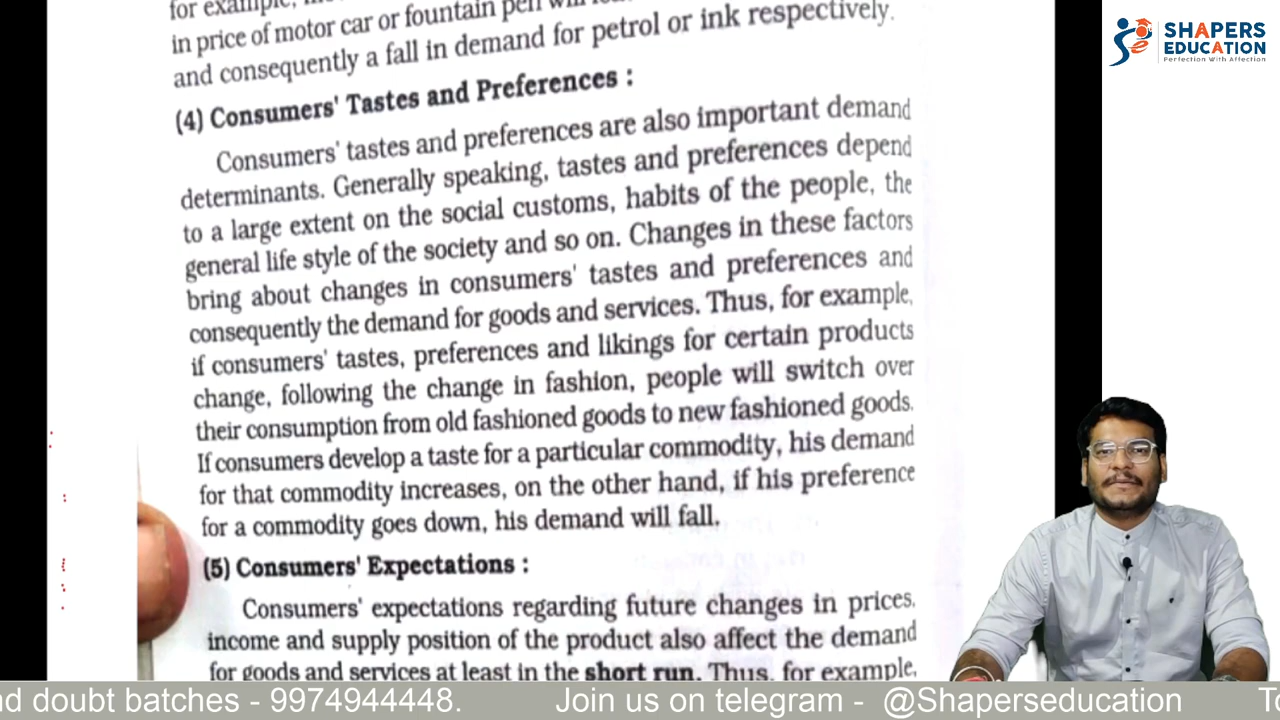 for example,
in price of motor car or fountain pen will
and consequently a fall in demand for petrol or ink respectively.
(4) Consumers' Tastes and Preferences :
Consumers' tastes and preferences are also important demand
determinants. Generally speaking, tastes and preferences depend
to a large extent on the social customs, habits of the people, the
general life style of the society and so on. Changes in these factors
bring about changes in consumers' tastes and preferences and
consequently the demand for goods and services. Thus, for example,
if consumers' tastes, preferences and likings for certain products
change, following the change in fashion, people will switch over
their consumption from old fashioned goods to new fashioned goods.
If consumers develop a taste for a particular commodity, his demand
for that commodity increases, on the other hand, if his preference
for a commodity goes down, his demand will fall.
(5) Consumers' Expectations :
Consumers' expectations regarding future changes in prices,
income and supply position of the product also affect the demand
for goods and services at least in the short run. Thus, for example,
SHAPERS
EDUCATION
Perfection With Affection
nd doubt batches - 9974944448. Join us on telegram - @Shaperseducation To